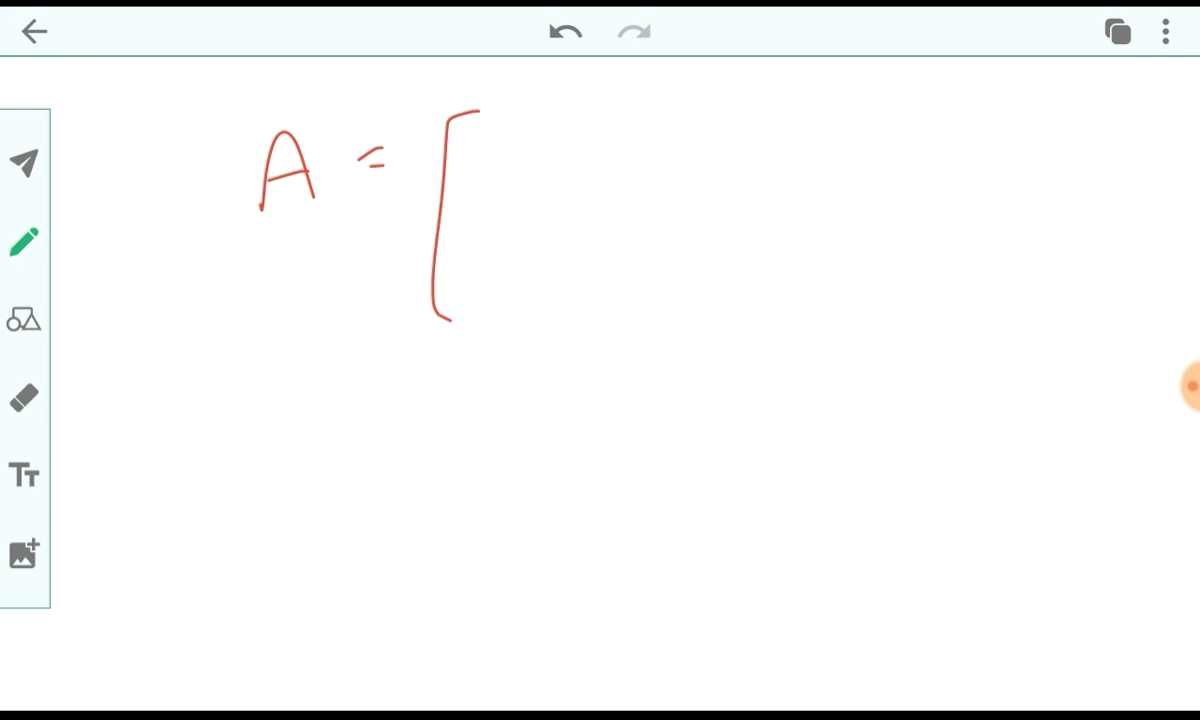 A = [